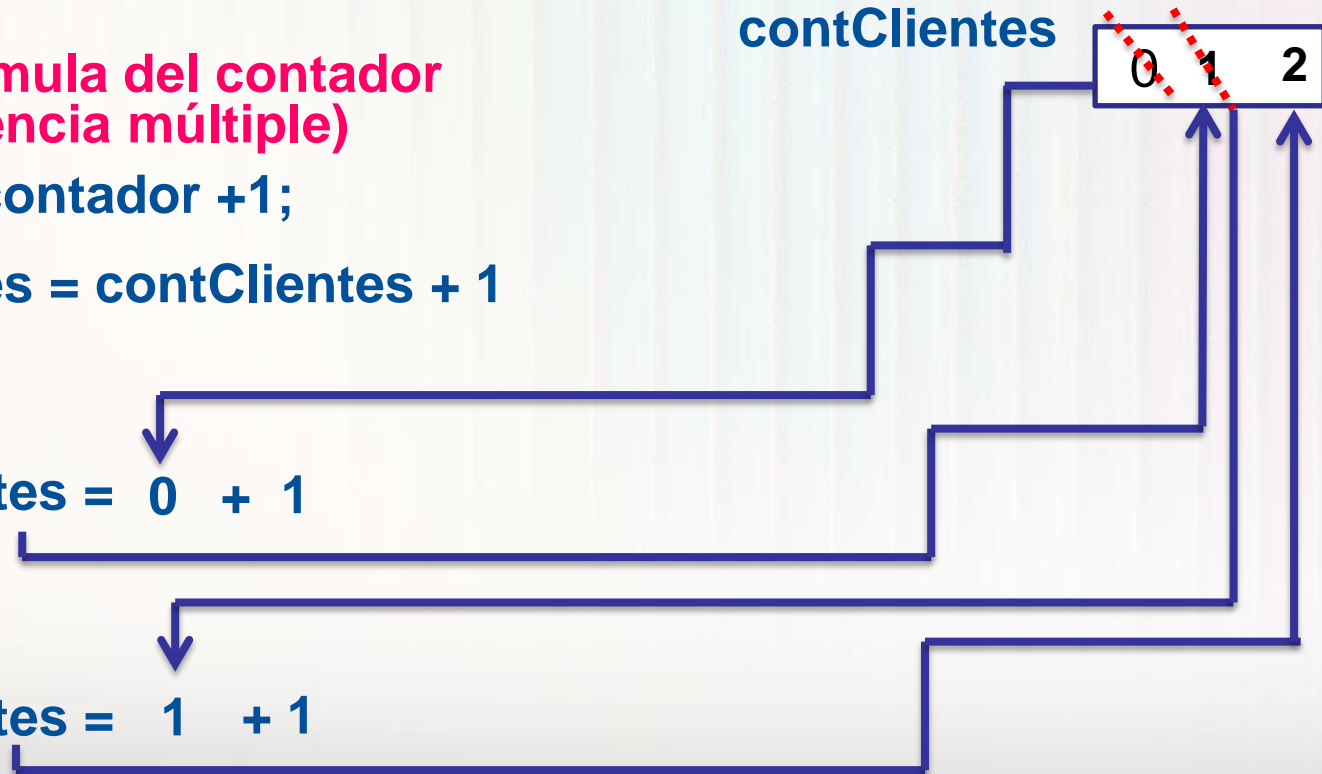 contClientes
0 1 2
mula del contador
encia múltiple)
contador +1;
es = contClientes + 1
tes = 0 + 1
tes = 1 + 1